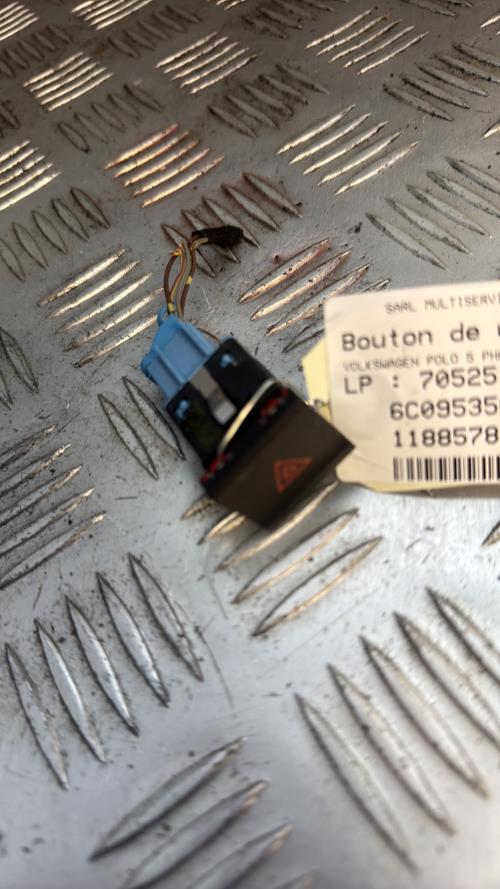 SARL MULTISERV
Bouton de
VOLKSWAGEN POLO 5 PH
LP : 70525
6C09535
1188578